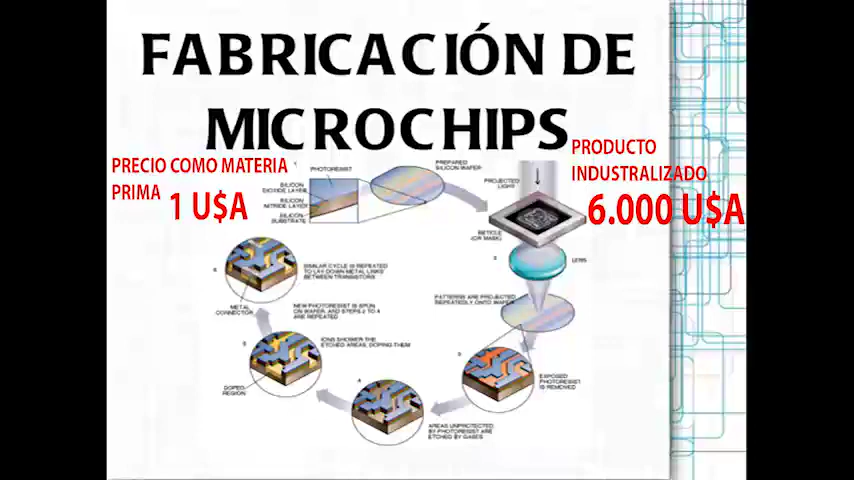 FABRICACIÓN DE
MICROCHIPS
PRECIO COMO MATERIA
PRIMA 1 U$A
PRODUCTO
INDUSTRALIZADO
6.000 U$A
PHOTORESIST
SILICON
DIOXIDE LAYER
SILICON
NITRIDE LAYER
SILICON
SUBSTRATE
PREPARED
SILICON WAFER
PROJECTED
LIGHT
RETICLE
(OR MASK)
LENS
PATTERNS ARE PROJECTED
REPEATEDLY ONTO WAFER
EXPOSED
PHOTORESIST
IS REMOVED
AREAS UNPROTECTED
BY PHOTORESIST ARE
ETCHED BY GASES
IONS SHOWER THE
ETCHED AREAS, DOPING THEM
DOPED
REGION
NEW PHOTORESIST IS SPUN
ON WAFER, AND STEPS 2 TO 4
ARE REPEATED
SIMILAR CYCLE IS REPEATED
TO LAY DOWN METAL LINKS
BETWEEN TRANSISTORS
METAL
CONNECTOR